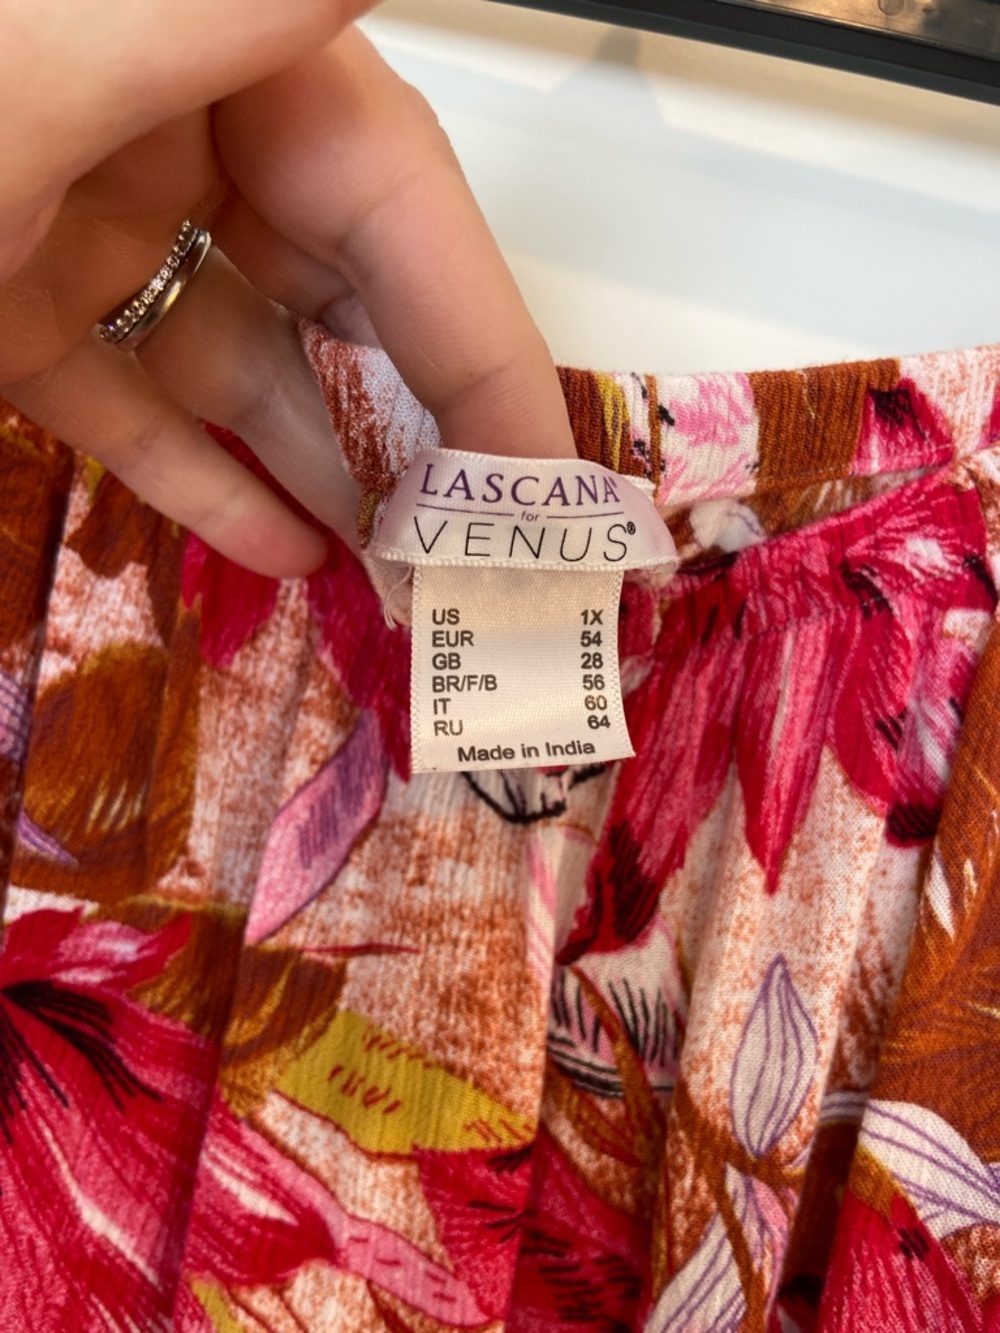 LASCANA®
for
VENUS®
US 1X
EUR 54
GB 28
BR/F/B 56
IT 60
RU 64
Made in India